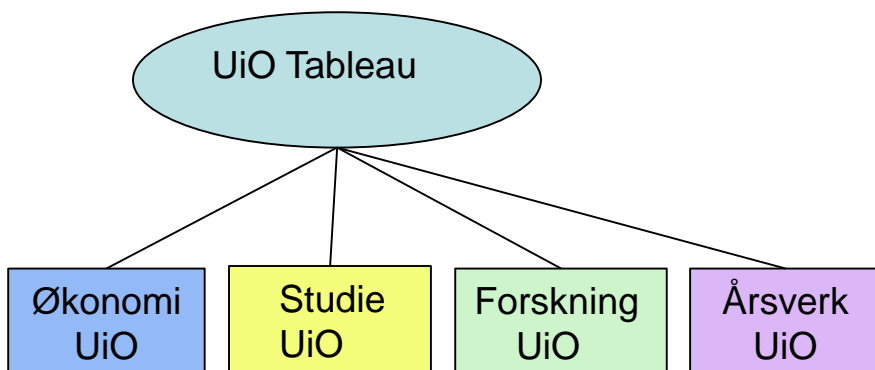 UiO Tableau
Økonomi
UiO
Studie
UiO
Forskning
UiO
Årsverk
UiO